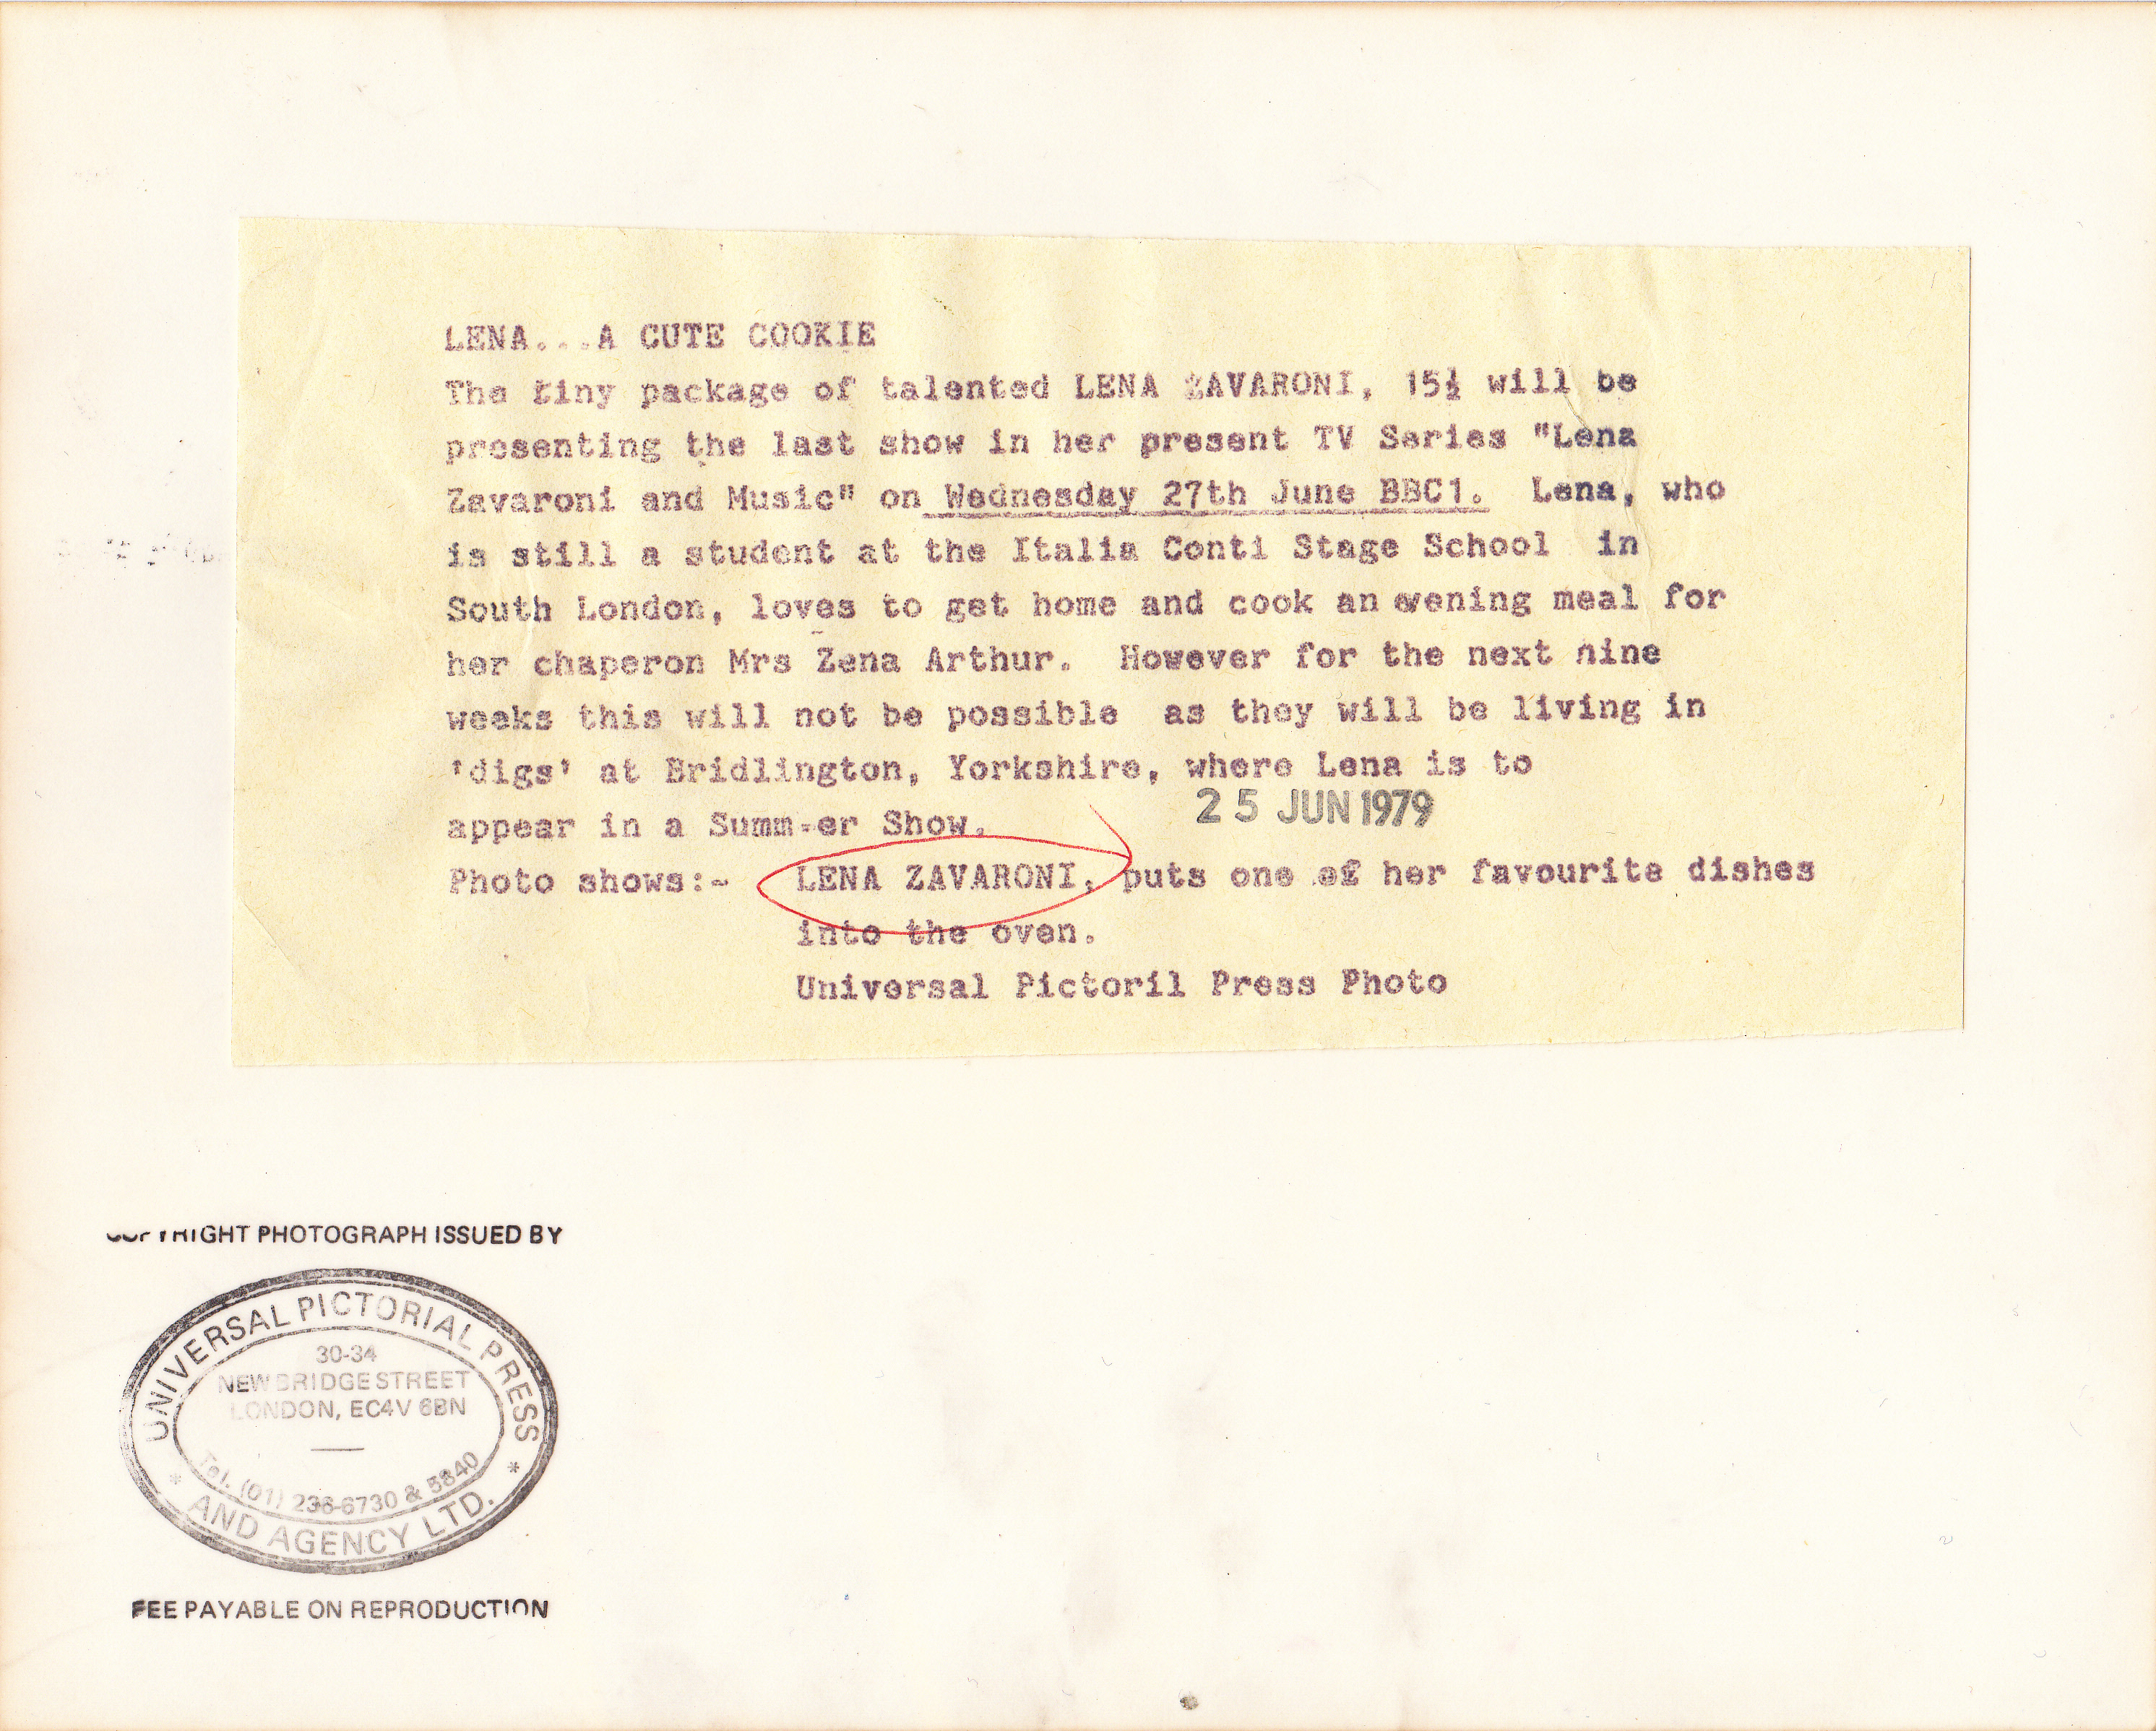 LENA...A CUTE COOKIE
The tiny package of talented LENA ZAVARONI, 15½ will be
presenting the last show in her present TV Series "Lena
Zavaroni and Music" on Wednesday 27th June BBC1. Lena, who
is still a student at the Italia Conti Stage School in
South London, loves to get home and cook an evening meal for
her chaperon Mrs Zena Arthur. However for the next nine
weeks this will not be possible as they will be living in
'digs' at Bridlington, Yorkshire, where Lena is to
appear in a Summ-er Show.
25 JUN 1979
Photo shows:- LENA ZAVARONI, puts one of her favourite dishes
into the oven.
Universal Pictoril Press Photo
COPYRIGHT PHOTOGRAPH ISSUED BY
UNIVERSAL PICTORIAL PRESS
30-34
NEW BRIDGE STREET
LONDON, EC4V 6BN
Tel. (01) 236-6730 & 5840
* AND AGENCY LTD. *
FEE PAYABLE ON REPRODUCTION